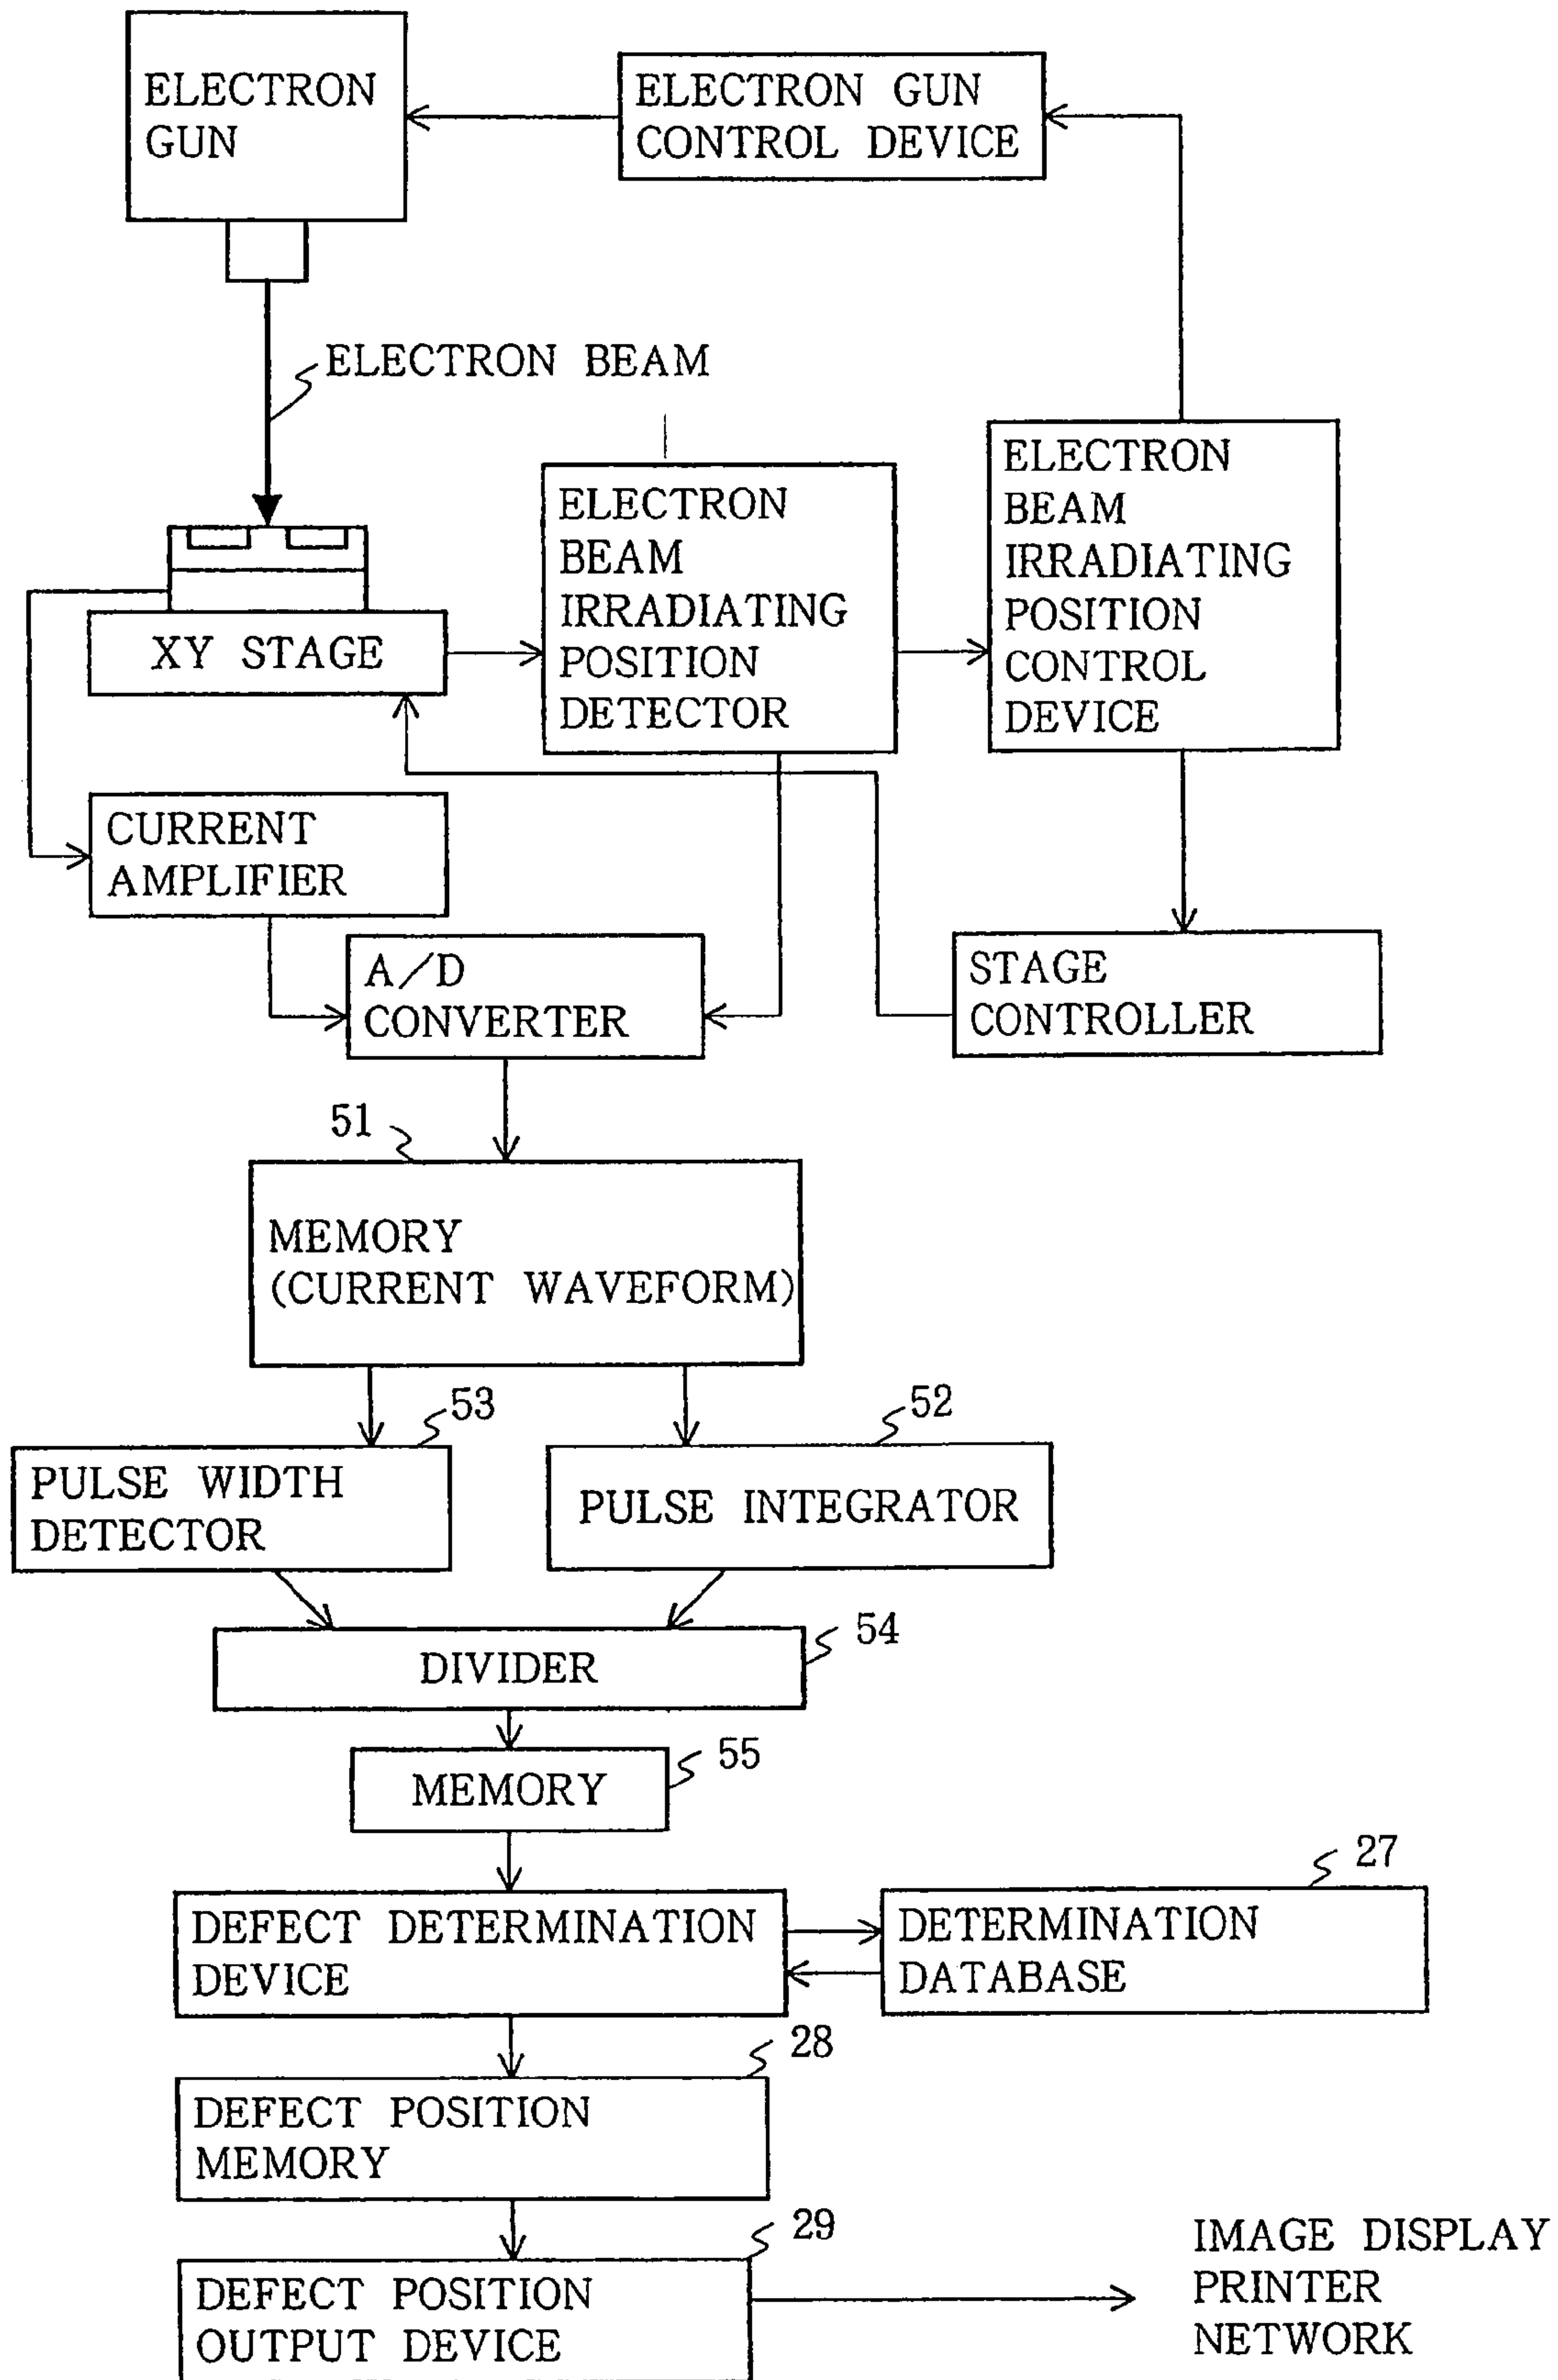 ELECTRON
GUN
ELECTRON GUN
CONTROL DEVICE
ELECTRON BEAM
ELECTRON
BEAM
IRRADIATING
POSITION
DETECTOR
ELECTRON
BEAM
IRRADIATING
POSITION
CONTROL
DEVICE
XY STAGE
CURRENT
AMPLIFIER
A/D
CONVERTER
STAGE
CONTROLLER
51
MEMORY
(CURRENT WAVEFORM)
53
52
PULSE WIDTH
DETECTOR
PULSE INTEGRATOR
54
DIVIDER
55
MEMORY
27
DEFECT DETERMINATION
DEVICE
DETERMINATION
DATABASE
28
DEFECT POSITION
MEMORY
29
DEFECT POSITION
OUTPUT DEVICE
IMAGE DISPLAY
PRINTER
NETWORK